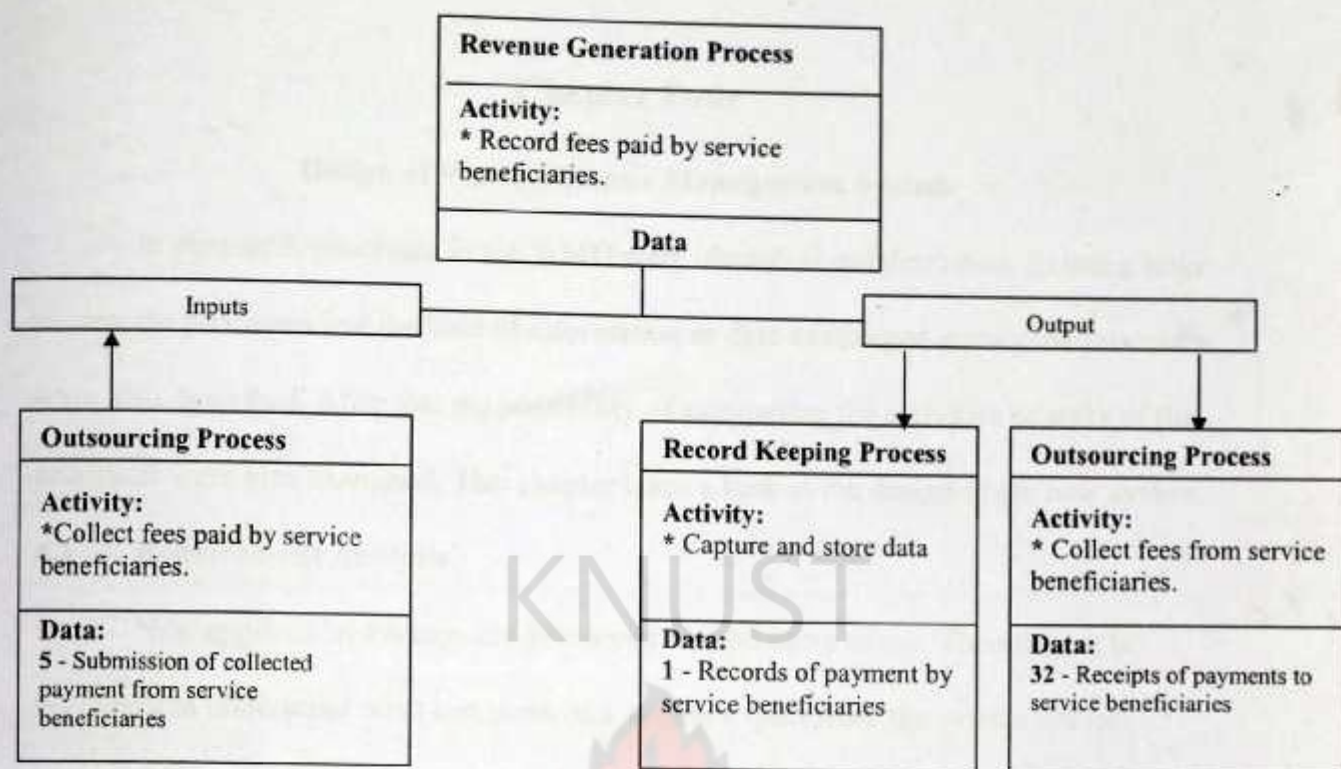 Revenue Generation Process
Activity:
* Record fees paid by service
beneficiaries.
Data
Inputs
Output
Outsourcing Process
Activity:
*Collect fees paid by service
beneficiaries.
Data:
5 - Submission of collected
payment from service
beneficiaries
Record Keeping Process
Activity:
* Capture and store data
Data:
1 - Records of payment by
service beneficiaries
Outsourcing Process
Activity:
* Collect fees from service
beneficiaries.
Data:
32 - Receipts of payments to
service beneficiaries
KNUST